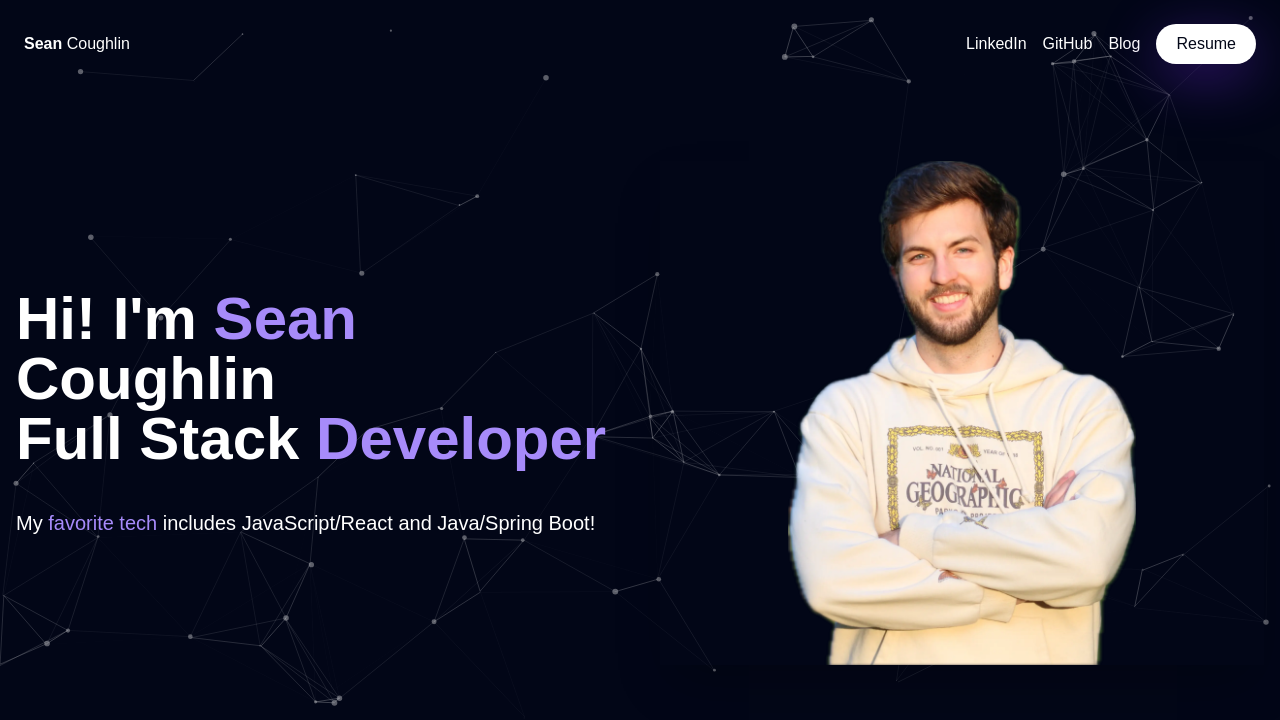 Sean Coughlin
LinkedIn
GitHub
Blog
Resume
Hi! I'm Sean
Coughlin
Full Stack Developer
My favorite tech includes JavaScript/React and Java/Spring Boot!
NATIONAL
GEOGRAPHIC